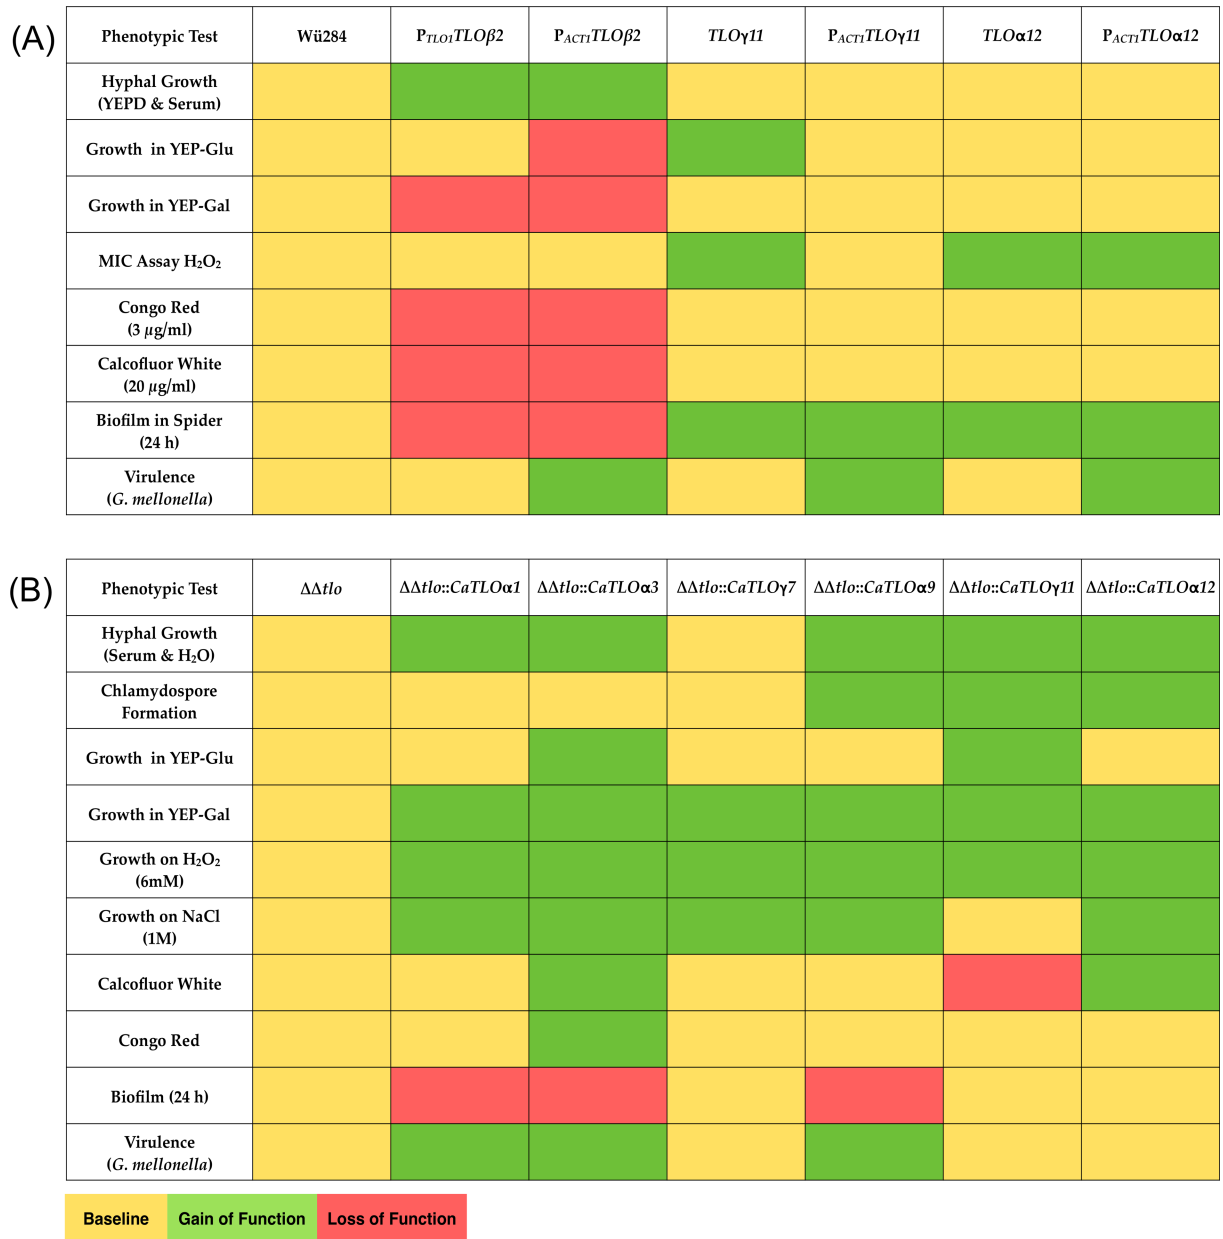 (A)
Phenotypic Test Wü284 P_TLO1TLOβ2 P_ACT1TLOβ2 TLOγ11 P_ACT1TLOγ11 TLOα12 P_ACT1TLOα12
Hyphal Growth
(YEPD & Serum)
Growth in YEP-Glu
Growth in YEP-Gal
MIC Assay H₂O₂
Congo Red
(3 µg/ml)
Calcofluor White
(20 µg/ml)
Biofilm in Spider
(24 h)
Virulence
(G. mellonella)
(B)
Phenotypic Test ΔΔtlo ΔΔtlo::CaTLOα1 ΔΔtlo::CaTLOα3 ΔΔtlo::CaTLOγ7 ΔΔtlo::CaTLOα9 ΔΔtlo::CaTLOγ11 ΔΔtlo::CaTLOα12
Hyphal Growth
(Serum & H₂O)
Chlamydospore
Formation
Growth in YEP-Glu
Growth in YEP-Gal
Growth on H₂O₂
(6mM)
Growth on NaCl
(1M)
Calcofluor White
Congo Red
Biofilm (24 h)
Virulence
(G. mellonella)
Baseline Gain of Function Loss of Function